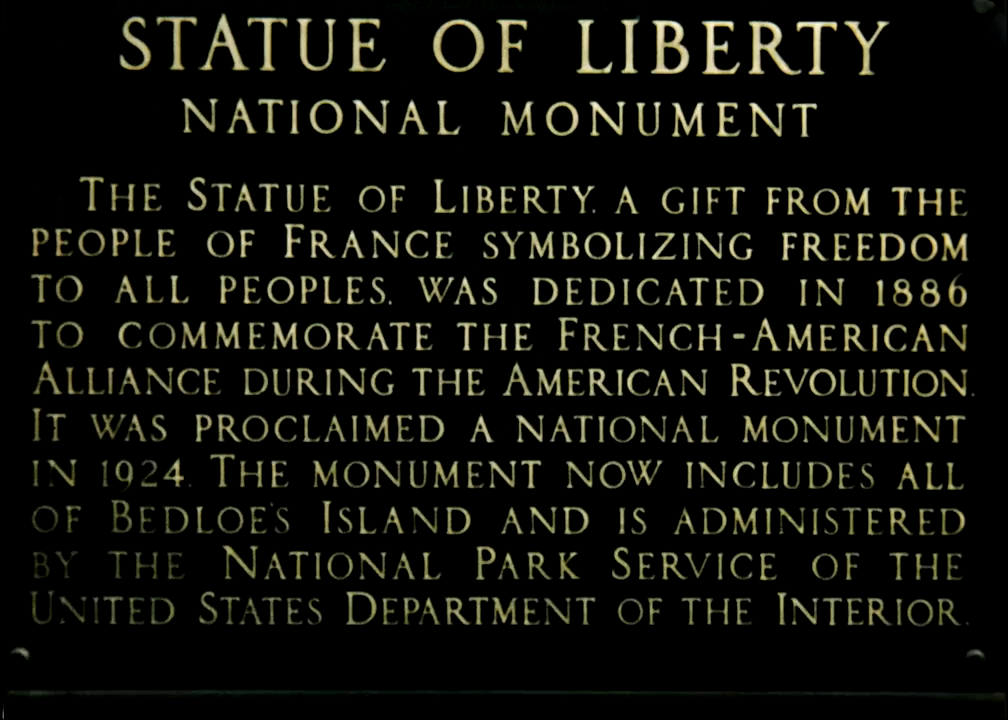 STATUE OF LIBERTY
NATIONAL MONUMENT
THE STATUE OF LIBERTY, A GIFT FROM THE
PEOPLE OF FRANCE SYMBOLIZING FREEDOM
TO ALL PEOPLES, WAS DEDICATED IN 1886
TO COMMEMORATE THE FRENCH-AMERICAN
ALLIANCE DURING THE AMERICAN REVOLUTION.
IT WAS PROCLAIMED A NATIONAL MONUMENT
IN 1924. THE MONUMENT NOW INCLUDES ALL
OF BEDLOE'S ISLAND AND IS ADMINISTERED
BY THE NATIONAL PARK SERVICE OF THE
UNITED STATES DEPARTMENT OF THE INTERIOR.